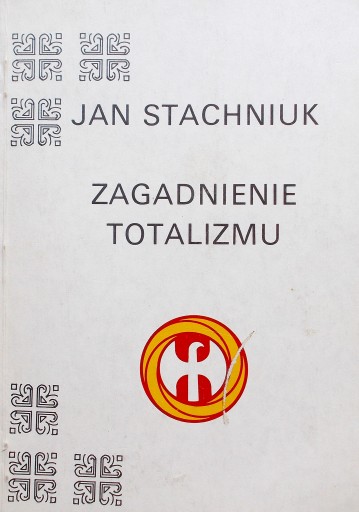 JAN STACHNIUK
ZAGADNIENIE
TOTALIZMU